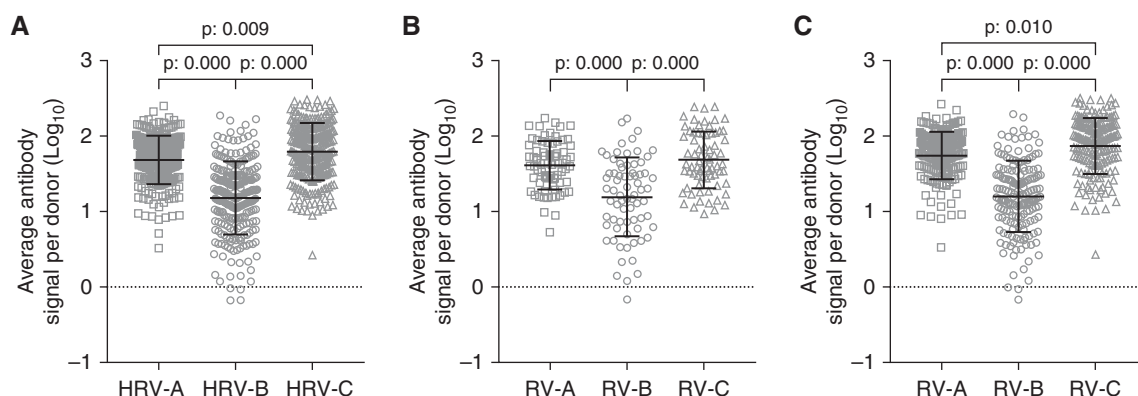 A
p: 0.009
p: 0.000 p: 0.000
3
2
1
0
–1
Average antibody
signal per donor (Log10)
HRV-A HRV-B HRV-C
B
p: 0.000 p: 0.000
3
2
1
0
–1
Average antibody
signal per donor (Log10)
RV-A RV-B RV-C
C
p: 0.010
p: 0.000 p: 0.000
3
2
1
0
–1
Average antibody
signal per donor (Log10)
RV-A RV-B RV-C